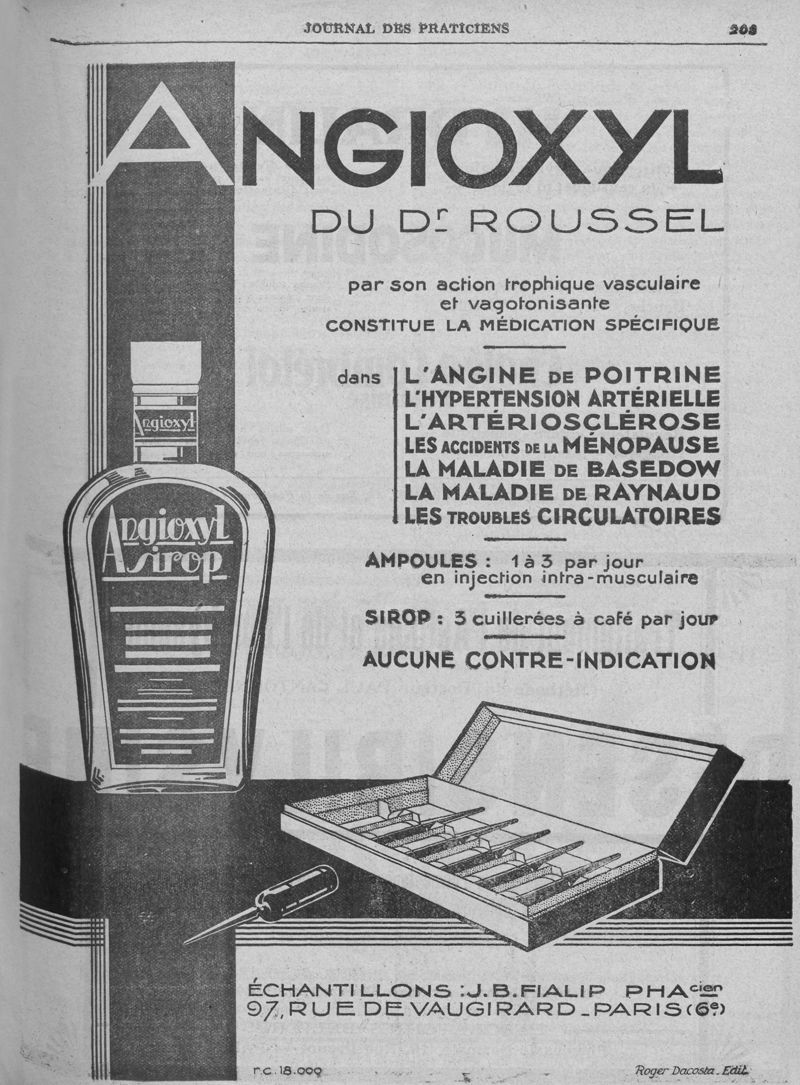 JOURNAL DES PRATICIENS
ANGIOXYL
DU Dr ROUSSEL
par son action trophique vasculaire
et vagotonisante
CONSTITUE LA MÉDICATION SPÉCIFIQUE
dans
L'ANGINE DE POITRINE
L'HYPERTENSION ARTÉRIELLE
L'ARTÉRIOSCLÉROSE
LES ACCIDENTS DE LA MÉNOPAUSE
LA MALADIE DE BASEDOW
LA MALADIE DE RAYNAUD
LES TROUBLES CIRCULATOIRES
Angioxyl
Angioxyl
sirop
AMPOULES : 1 à 3 par jour
en injection intra-musculaire
SIROP : 3 cuillerées à café par jour
AUCUNE CONTRE-INDICATION
ÉCHANTILLONS : J. B. FIALIP PHAcien
97, RUE DE VAUGIRARD_PARIS (6e)
r.c. 18.009
Roger Dacosta. Edit.